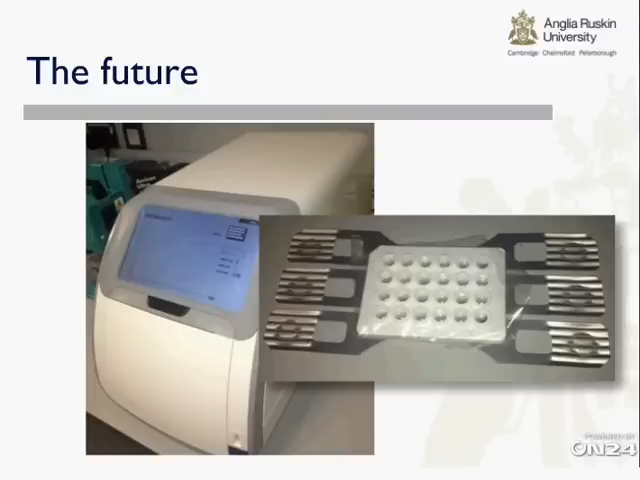 Anglia Ruskin
University
Cambridge Chelmsford Peterborough
The future
POWERED BY
ON24